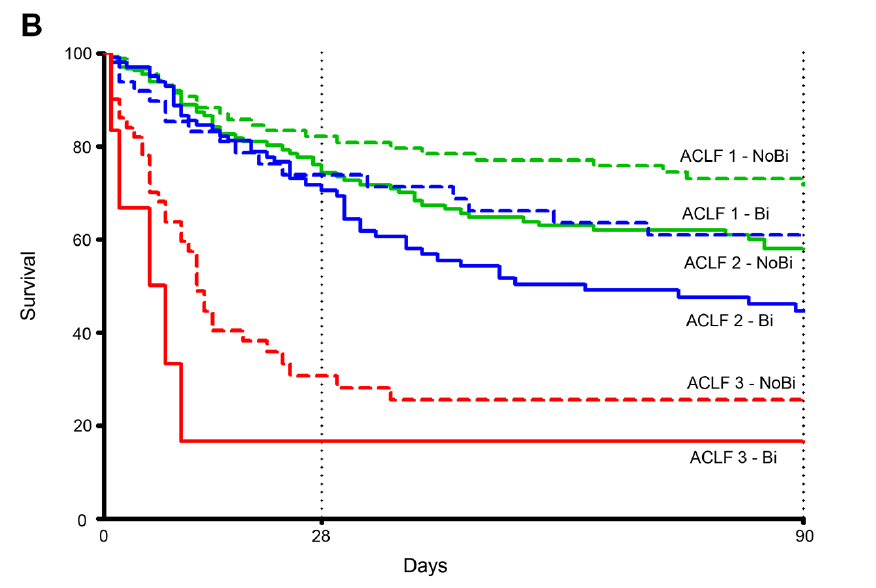 B
100
80
60
40
20
0
Survival
ACLF 1 - NoBi
ACLF 1 - Bi
ACLF 2 - NoBi
ACLF 2 - Bi
ACLF 3 - NoBi
ACLF 3 - Bi
0
28
90
Days